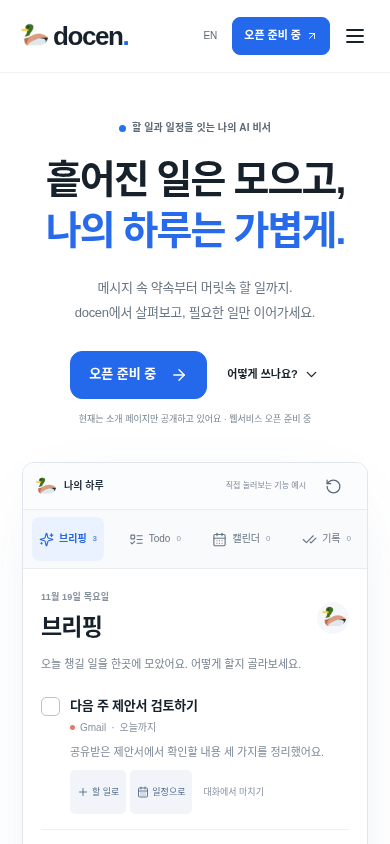 docen.
EN
오픈 준비 중
할 일과 일정을 잇는 나의 AI 비서
흩어진 일은 모으고,
나의 하루는 가볍게.
메시지 속 약속부터 머릿속 할 일까지.
docen에서 살펴보고, 필요한 일만 이어가세요.
오픈 준비 중
어떻게 쓰나요?
현재는 소개 페이지만 공개하고 있어요 · 웹서비스 오픈 준비 중
나의 하루
직접 눌러보는 기능 예시
브리핑 3
Todo 0
캘린더 0
기록 0
11월 19일 목요일
브리핑
오늘 챙길 일을 한곳에 모았어요. 어떻게 할지 골라보세요.
다음 주 제안서 검토하기
Gmail · 오늘까지
공유받은 제안서에서 확인할 내용 세 가지를 정리했어요.
할 일로
일정으로
대화에서 마치기